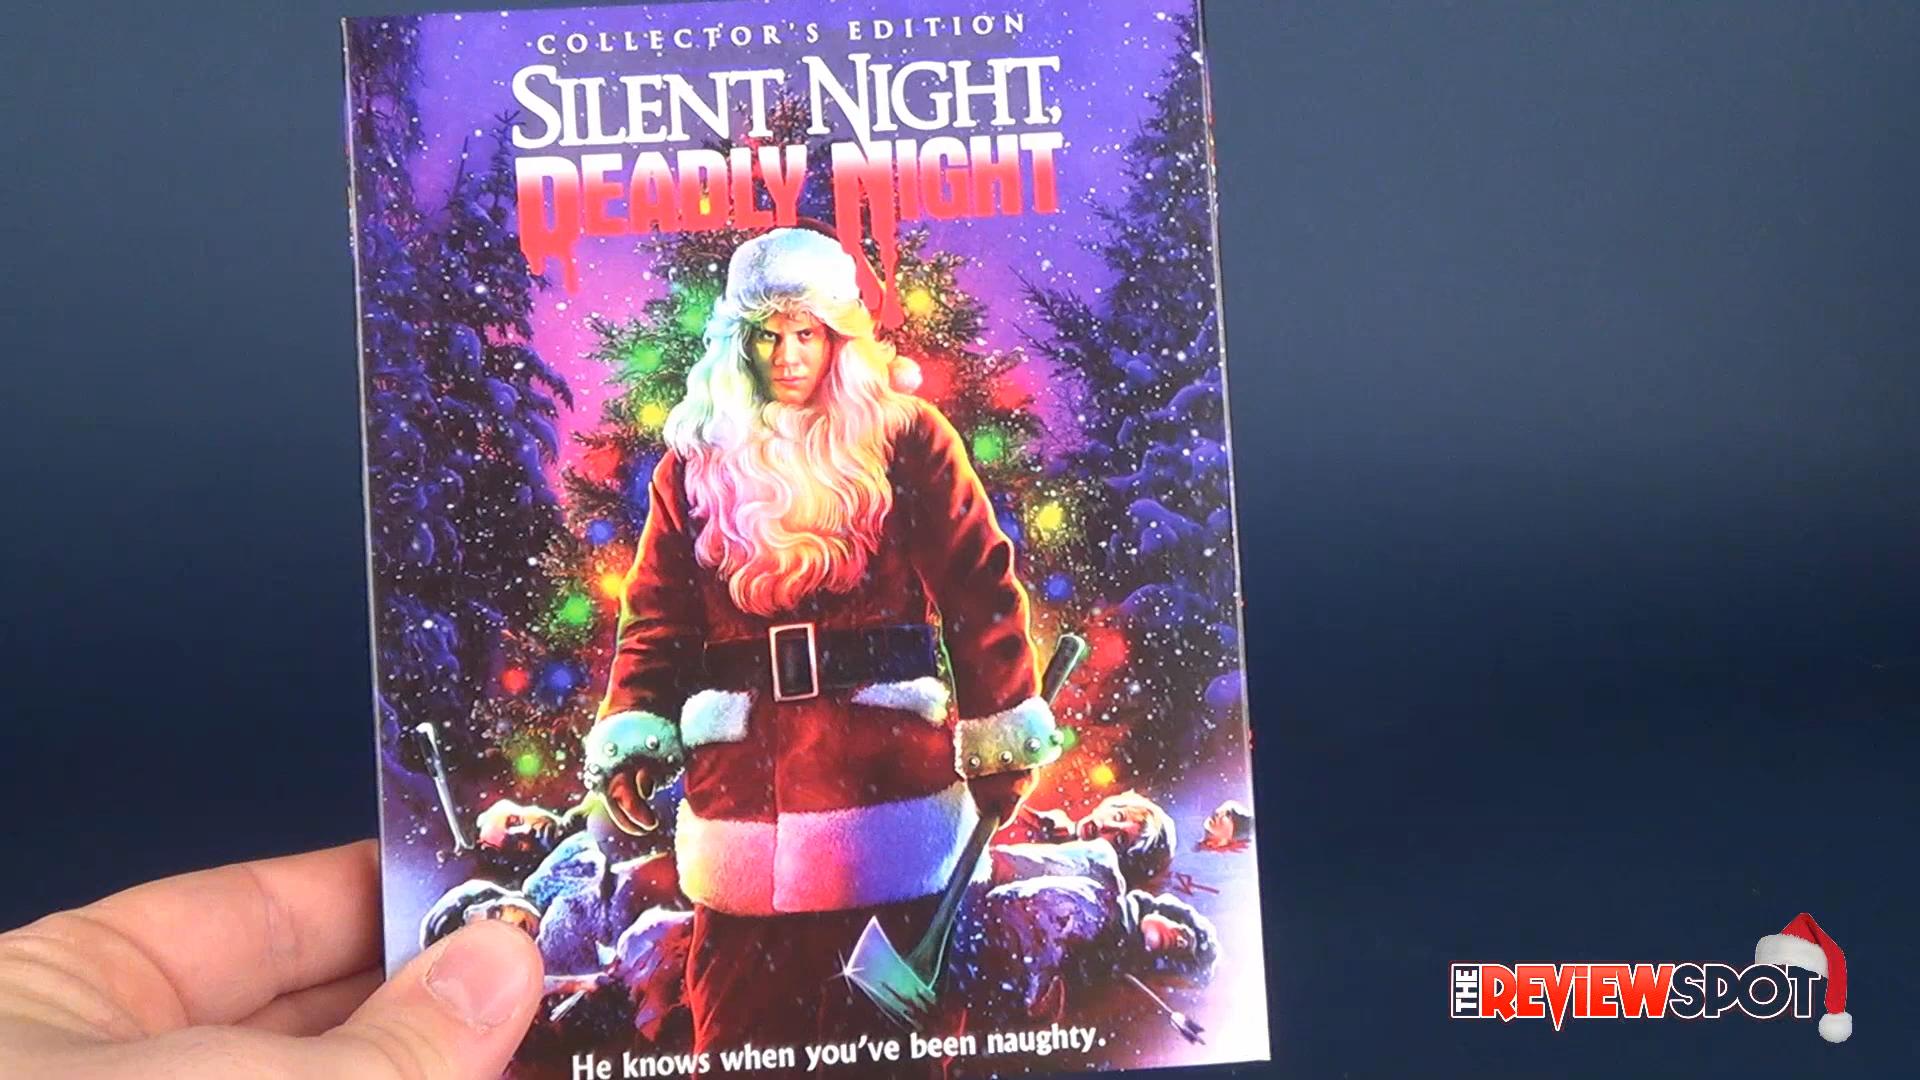 COLLECTOR'S EDITION
SILENT NIGHT,
DEADLY NIGHT
He knows when you've been naughty.
THE REVIEWSPOT